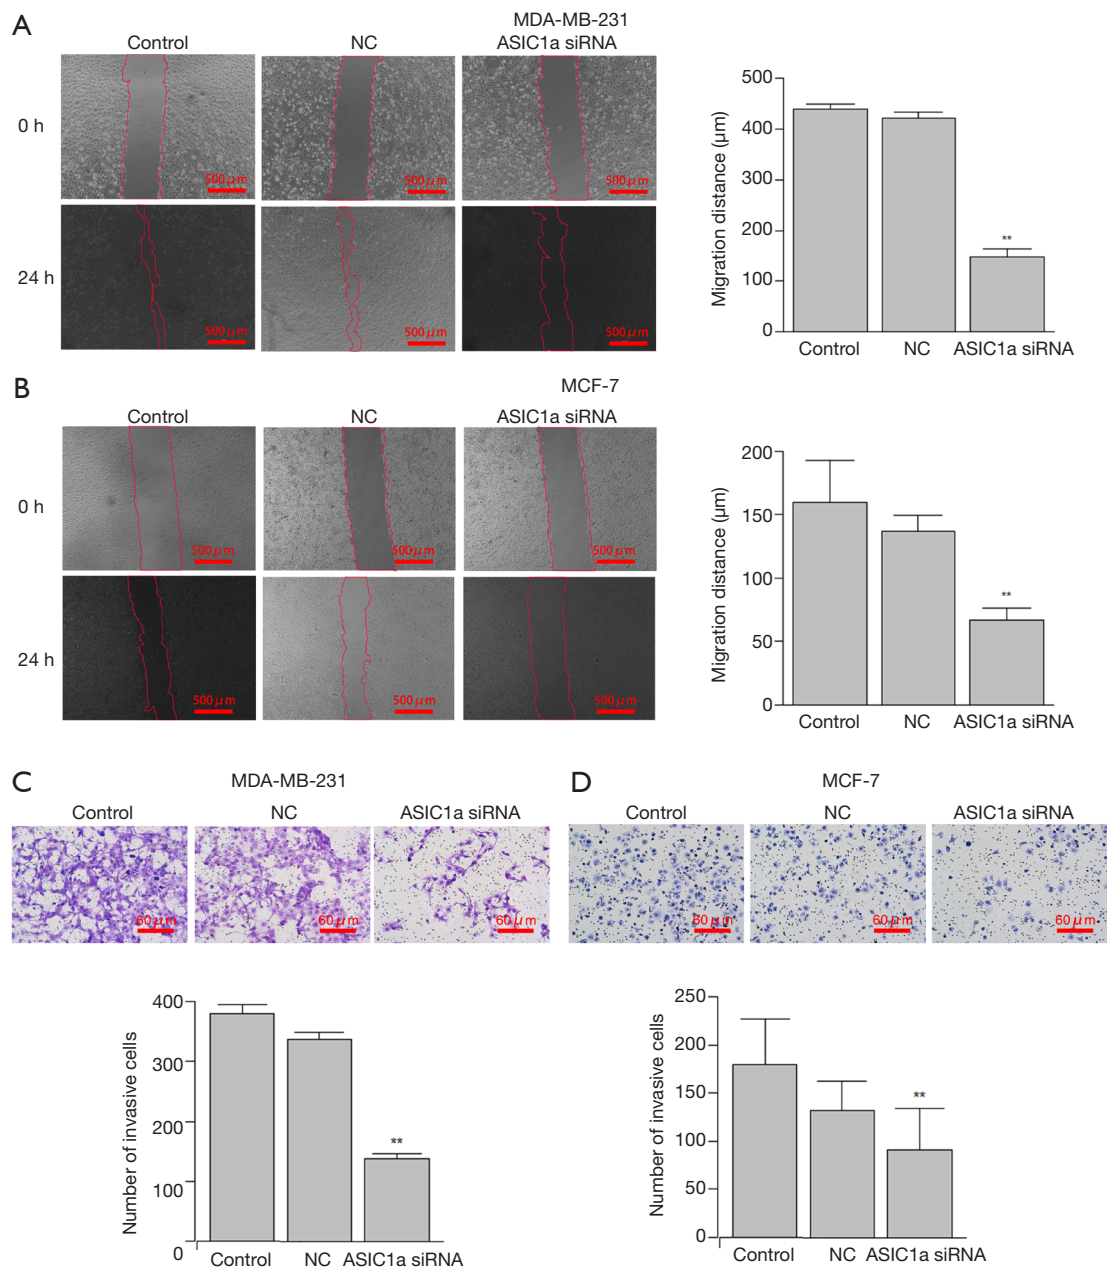 A
MDA-MB-231
Control
NC
ASIC1a siRNA
0 h
500 μm
500 μm
500 μm
24 h
500 μm
500 μm
500 μm
Migration distance (μm)
500
400
300
200
100
0
**
Control
NC
ASIC1a siRNA
B
MCF-7
Control
NC
ASIC1a siRNA
0 h
500 μm
500 μm
500 μm
24 h
500 μm
500 μm
500 μm
Migration distance (μm)
200
150
100
50
0
**
Control
NC
ASIC1a siRNA
C
MDA-MB-231
Control
NC
ASIC1a siRNA
60 μm
60 μm
60 μm
Number of invasive cells
400
300
200
100
0
**
Control
NC
ASIC1a siRNA
D
MCF-7
Control
NC
ASIC1a siRNA
60 μm
60 μm
60 μm
Number of invasive cells
250
200
150
100
50
0
**
Control
NC
ASIC1a siRNA